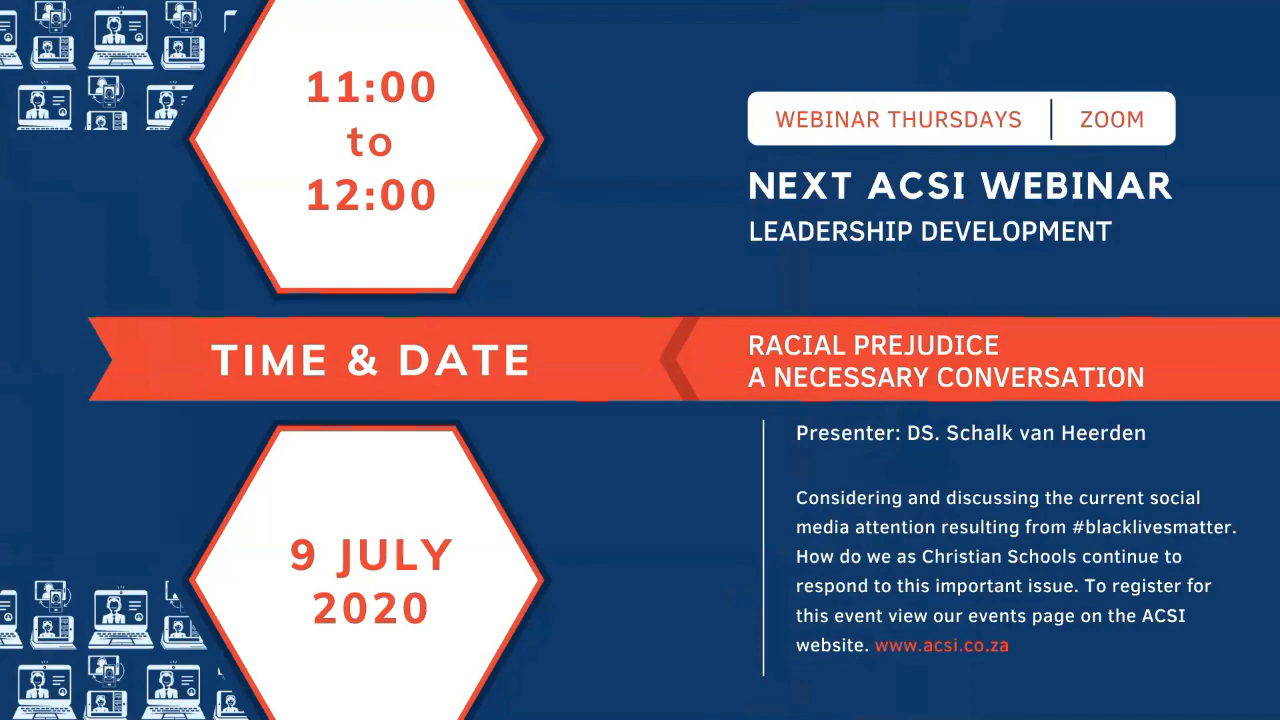 11:00
to
12:00
TIME & DATE
9 JULY
2020
WEBINAR THURSDAYS | ZOOM
NEXT ACSI WEBINAR
LEADERSHIP DEVELOPMENT
RACIAL PREJUDICE
A NECESSARY CONVERSATION
Presenter: DS. Schalk van Heerden
Considering and discussing the current social
media attention resulting from #blacklivesmatter.
How do we as Christian Schools continue to
respond to this important issue. To register for
this event view our events page on the ACSI
website. www.acsi.co.za